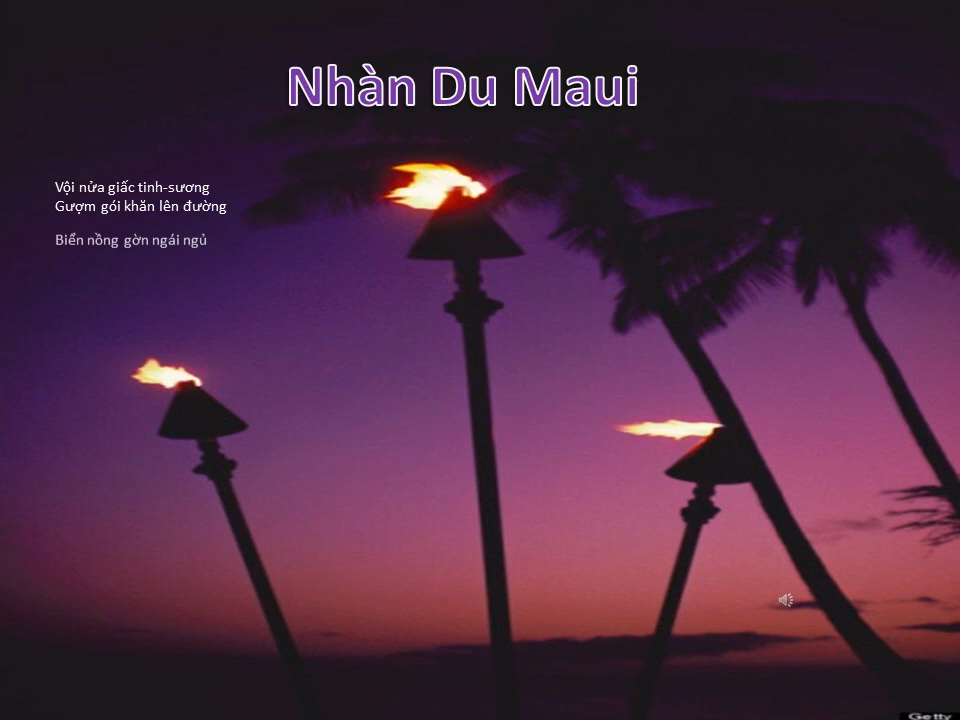 Nhàn Du Maui
Vội nửa giấc tinh-sương
Gượm gói khăn lên đường
Biển nồng gờn ngái ngủ
Getty